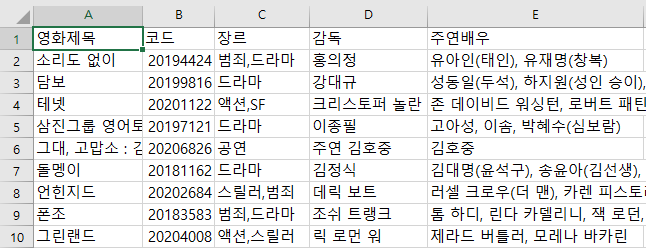 A B C D E
1 영화제목 코드 장르 감독 주연배우
2 소리도 없이 20194424 범죄,드라마 홍의정 유아인(태인), 유재명(창복)
3 담보 20199816 드라마 강대규 성동일(두석), 하지원(성인 승이),
4 테넷 20201122 액션,SF 크리스토퍼 놀란 존 데이비드 워싱턴, 로버트 패틴
5 삼진그룹 영어토 20197121 드라마 이종필 고아성, 이솜, 박혜수(심보람)
6 그대, 고맙소 : 김 20206826 공연 주연 김호중 김호중
7 돌멩이 20181162 드라마 김정식 김대명(윤석구), 송윤아(김선생),
8 언힌지드 20202684 스릴러,범죄 데릭 보트 러셀 크로우(더 맨), 카렌 피스토리
9 폰조 20183583 범죄,드라마 조쉬 트랭크 톰 하디, 린다 카델리니, 잭 로던,
10 그린랜드 20204008 액션,스릴러 릭 로먼 워 제라드 버틀러, 모레나 바카린